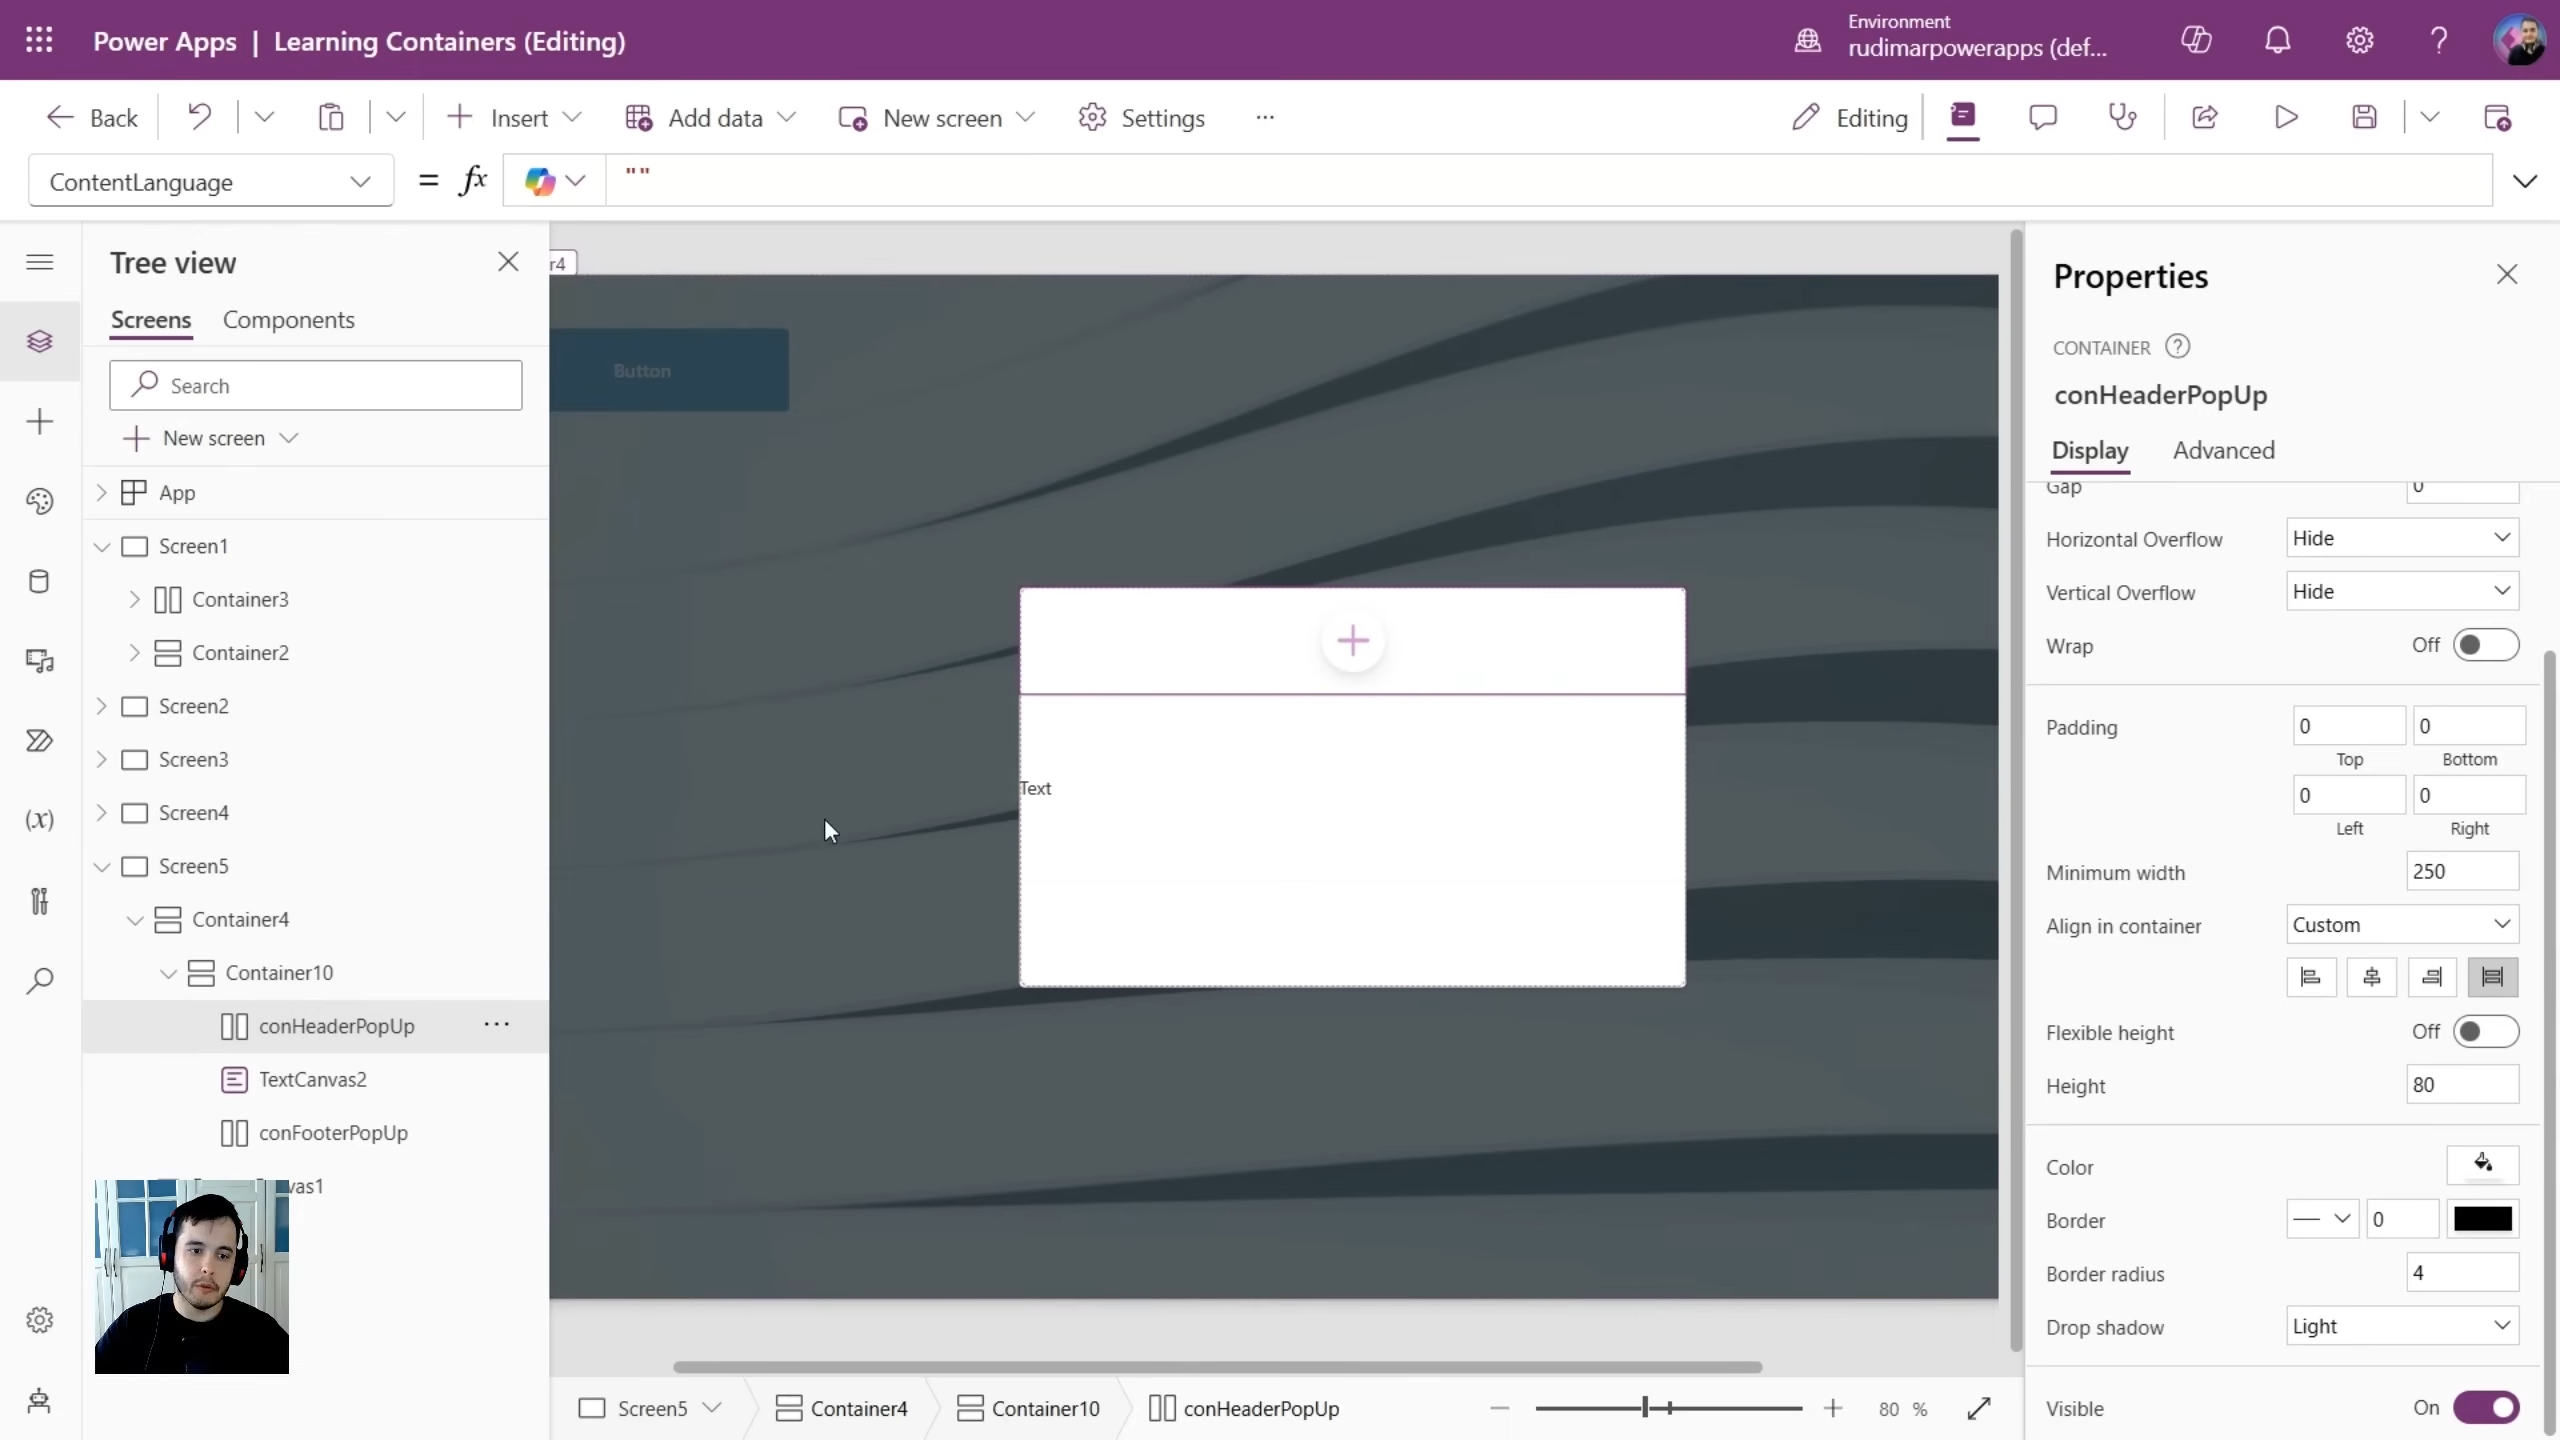 Power Apps | Learning Containers (Editing)
Environment
rudimarpowerapps (def...
Back
Insert
Add data
New screen
Settings
...
Editing
ContentLanguage
= fx
""
Tree view
Screens
Components
Search
New screen
App
Screen1
Container3
Container2
Screen2
Screen3
Screen4
Screen5
Container4
Container10
conHeaderPopUp
...
TextCanvas2
conFooterPopUp
vas1
r4
Button
Text
Screen5
Container4
Container10
conHeaderPopUp
80 %
Properties
CONTAINER
conHeaderPopUp
Display
Advanced
Gap
0
Horizontal Overflow
Hide
Vertical Overflow
Hide
Wrap
Off
Padding
0
0
Top
Bottom
0
0
Left
Right
Minimum width
250
Align in container
Custom
Flexible height
Off
Height
80
Color
Border
0
Border radius
4
Drop shadow
Light
Visible
On